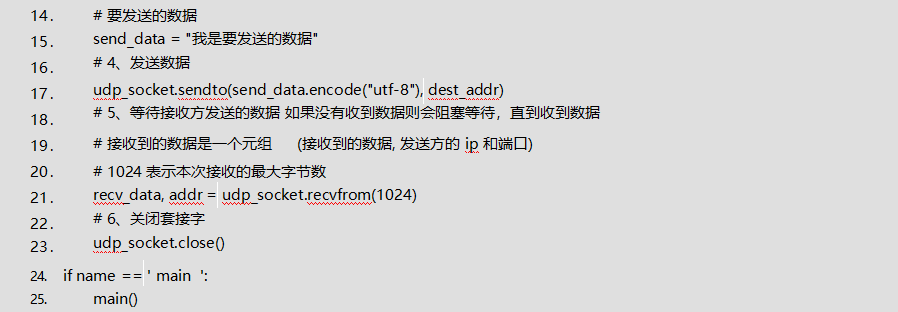 14. # 要发送的数据
15. send_data = "我是要发送的数据"
16. # 4、发送数据
17. udp_socket.sendto(send_data.encode("utf-8"), dest_addr)
18. # 5、等待接收方发送的数据 如果没有收到数据则会阻塞等待，直到收到数据
19. # 接收到的数据是一个元组 (接收到的数据, 发送方的 ip 和端口)
20. # 1024 表示本次接收的最大字节数
21. recv_data, addr = udp_socket.recvfrom(1024)
22. # 6、关闭套接字
23. udp_socket.close()
24. if name == ' main ':
25. main()